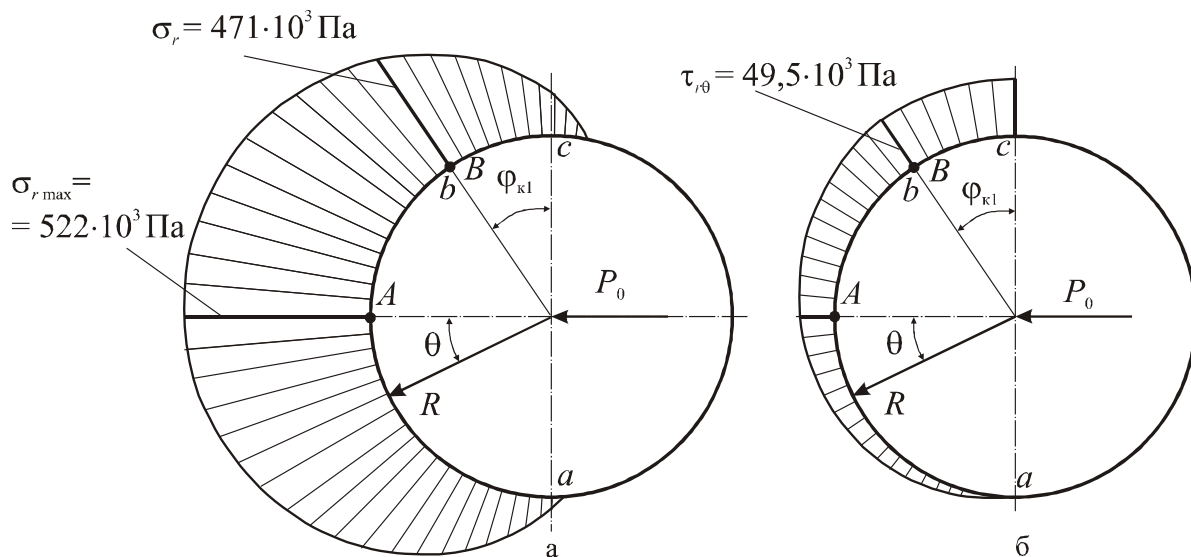 σr = 471·10³ Па
σr max=
= 522·10³ Па
b
B
c
φк1
A
P0
θ
R
a
а
τrθ = 49,5·10³ Па
b
B
c
φк1
A
P0
θ
R
a
б